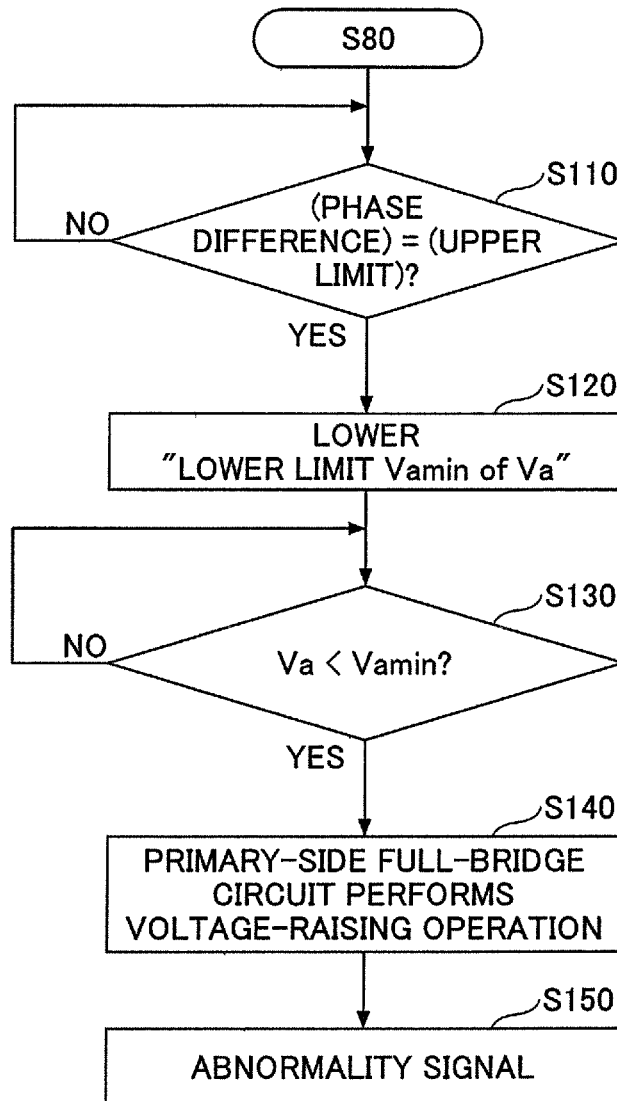 S80
S110
(PHASE
DIFFERENCE) = (UPPER
LIMIT)?
NO
YES
S120
LOWER
"LOWER LIMIT Vamin of Va"
S130
Va < Vamin?
NO
YES
S140
PRIMARY-SIDE FULL-BRIDGE
CIRCUIT PERFORMS
VOLTAGE-RAISING OPERATION
S150
ABNORMALITY SIGNAL